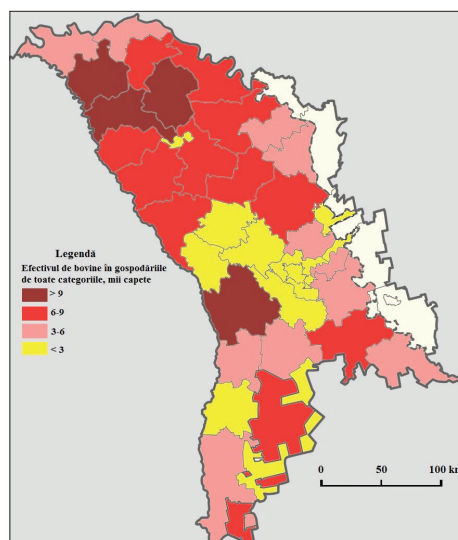 Legendă
Efectivul de bovine în gospodăriile
de toate categoriile, mii capete
> 9
6-9
3-6
< 3
0 50 100 km